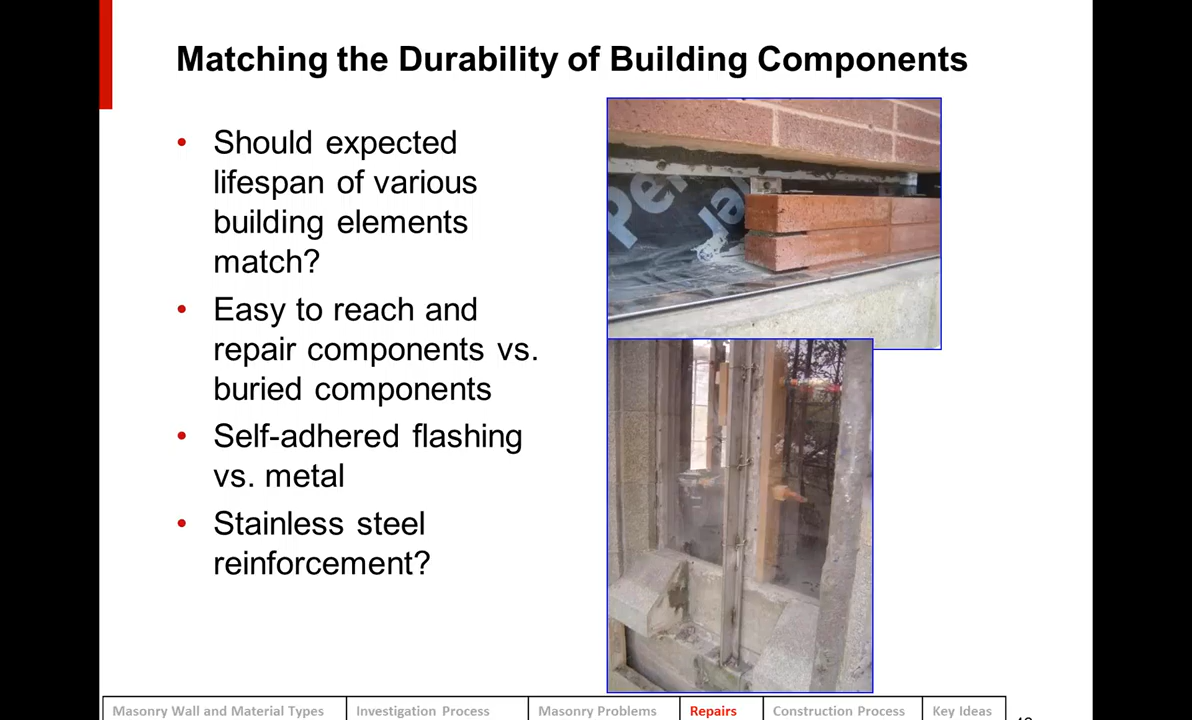 Matching the Durability of Building Components
• Should expected
lifespan of various
building elements
match?
• Easy to reach and
repair components vs.
buried components
• Self-adhered flashing
vs. metal
• Stainless steel
reinforcement?
Masonry Wall and Material Types
Investigation Process
Masonry Problems
Repairs
Construction Process
Key Ideas